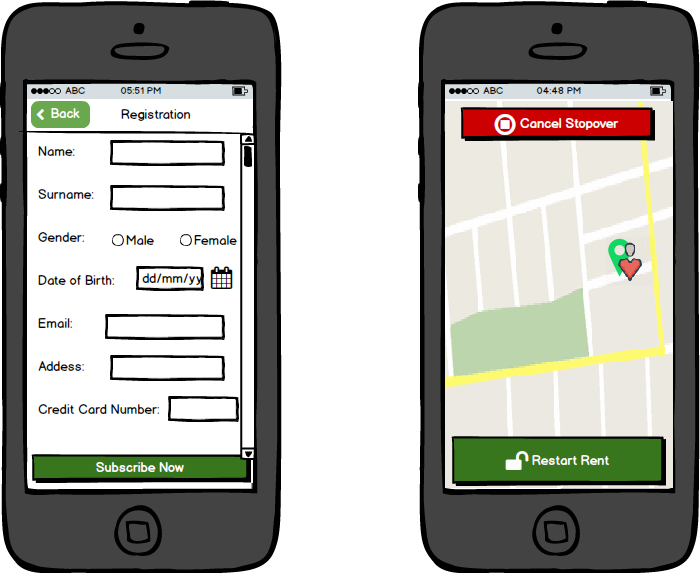 ABC 05:51 PM
Back Registration
Name:
Surname:
Gender: Male Female
Date of Birth: dd/mm/yy
Email:
Addess:
Credit Card Number:
Subscribe Now
ABC 04:48 PM
Cancel Stopover
Restart Rent